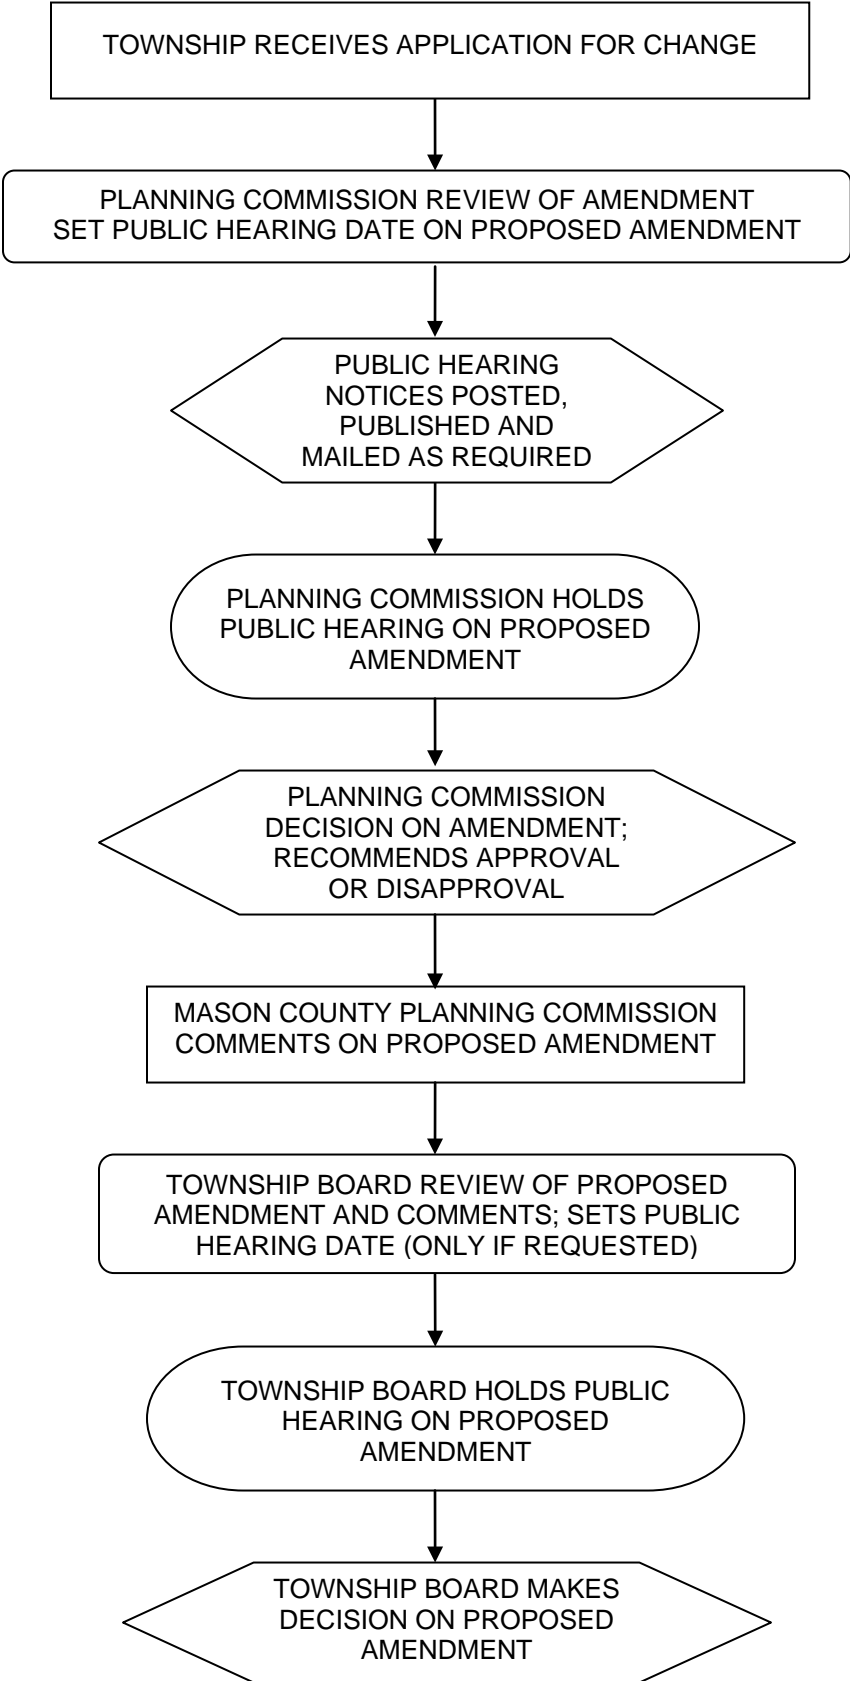 TOWNSHIP RECEIVES APPLICATION FOR CHANGE
PLANNING COMMISSION REVIEW OF AMENDMENT
SET PUBLIC HEARING DATE ON PROPOSED AMENDMENT
PUBLIC HEARING
NOTICES POSTED,
PUBLISHED AND
MAILED AS REQUIRED
PLANNING COMMISSION HOLDS
PUBLIC HEARING ON PROPOSED
AMENDMENT
PLANNING COMMISSION
DECISION ON AMENDMENT;
RECOMMENDS APPROVAL
OR DISAPPROVAL
MASON COUNTY PLANNING COMMISSION
COMMENTS ON PROPOSED AMENDMENT
TOWNSHIP BOARD REVIEW OF PROPOSED
AMENDMENT AND COMMENTS; SETS PUBLIC
HEARING DATE (ONLY IF REQUESTED)
TOWNSHIP BOARD HOLDS PUBLIC
HEARING ON PROPOSED
AMENDMENT
TOWNSHIP BOARD MAKES
DECISION ON PROPOSED
AMENDMENT